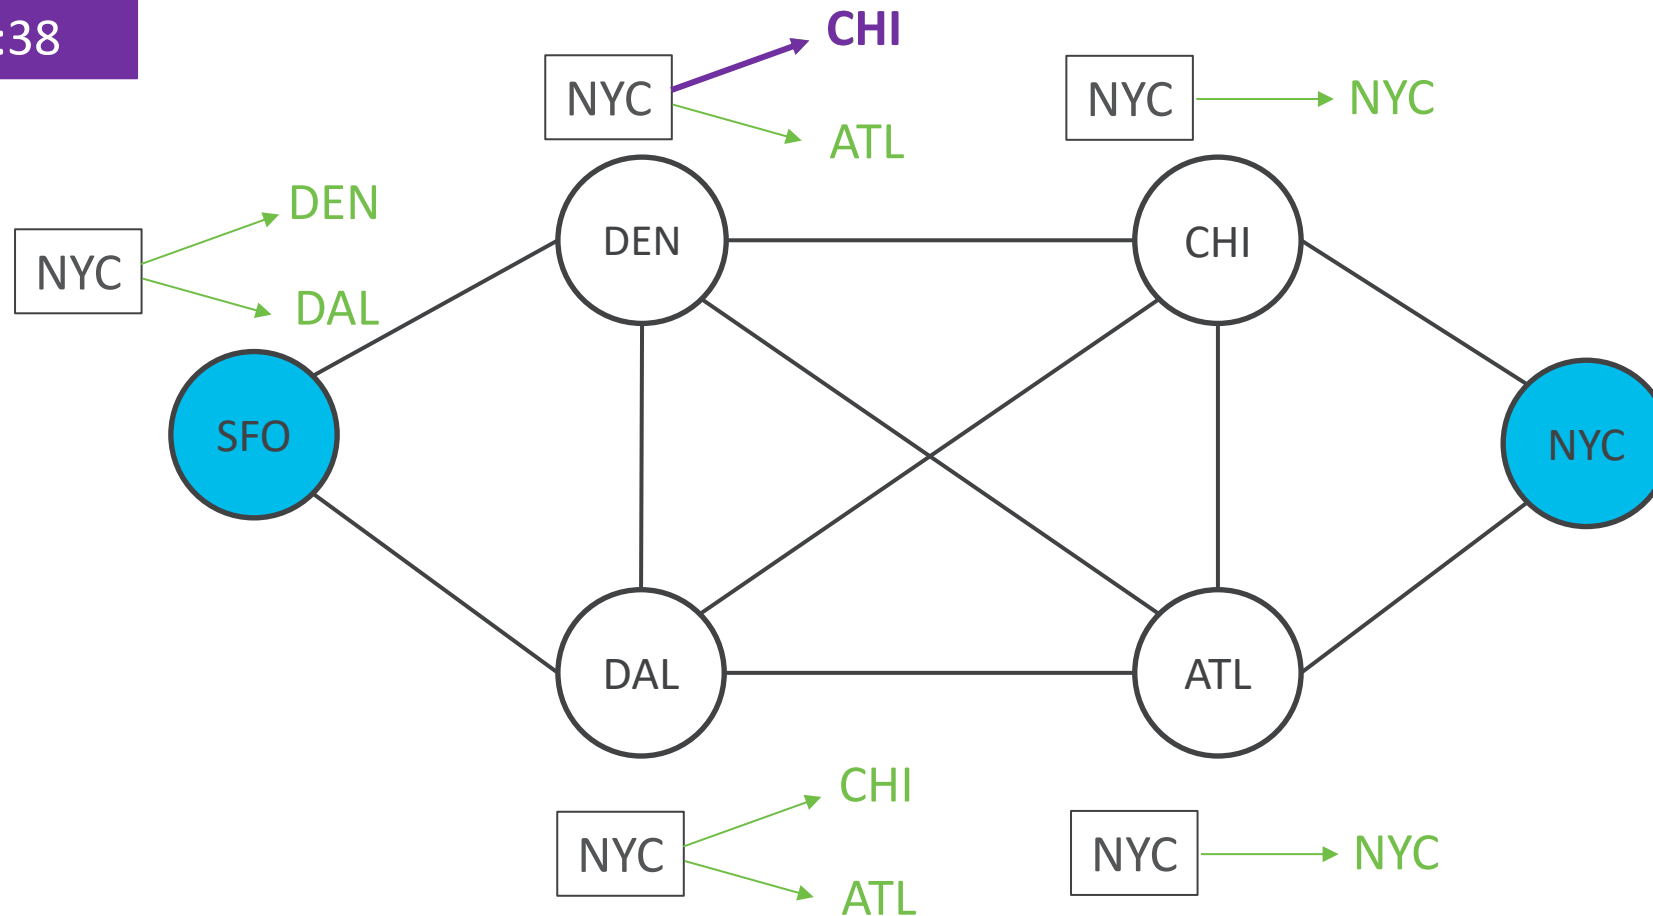 :38
CHI
NYC
ATL
NYC
NYC
DEN
NYC
DAL
DEN
CHI
SFO
NYC
DAL
ATL
CHI
NYC
ATL
NYC
NYC